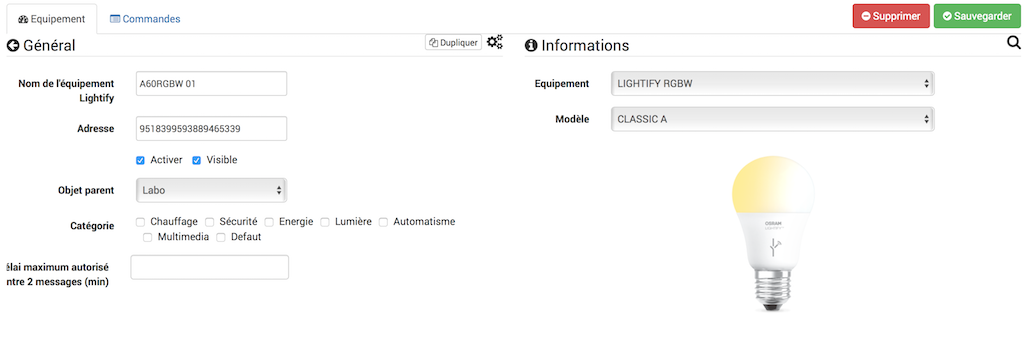 Equipement
Commandes
Supprimer
Sauvegarder
Général
Dupliquer
Informations
Nom de l'équipement
Lightify
A60RGBW 01
Adresse
9518399593889465339
Activer
Visible
Objet parent
Labo
Catégorie
Chauffage
Sécurité
Energie
Lumière
Automatisme
Multimedia
Defaut
élai maximum autorisé
ntre 2 messages (min)
Equipement
LIGHTIFY RGBW
Modèle
CLASSIC A
OSRAM